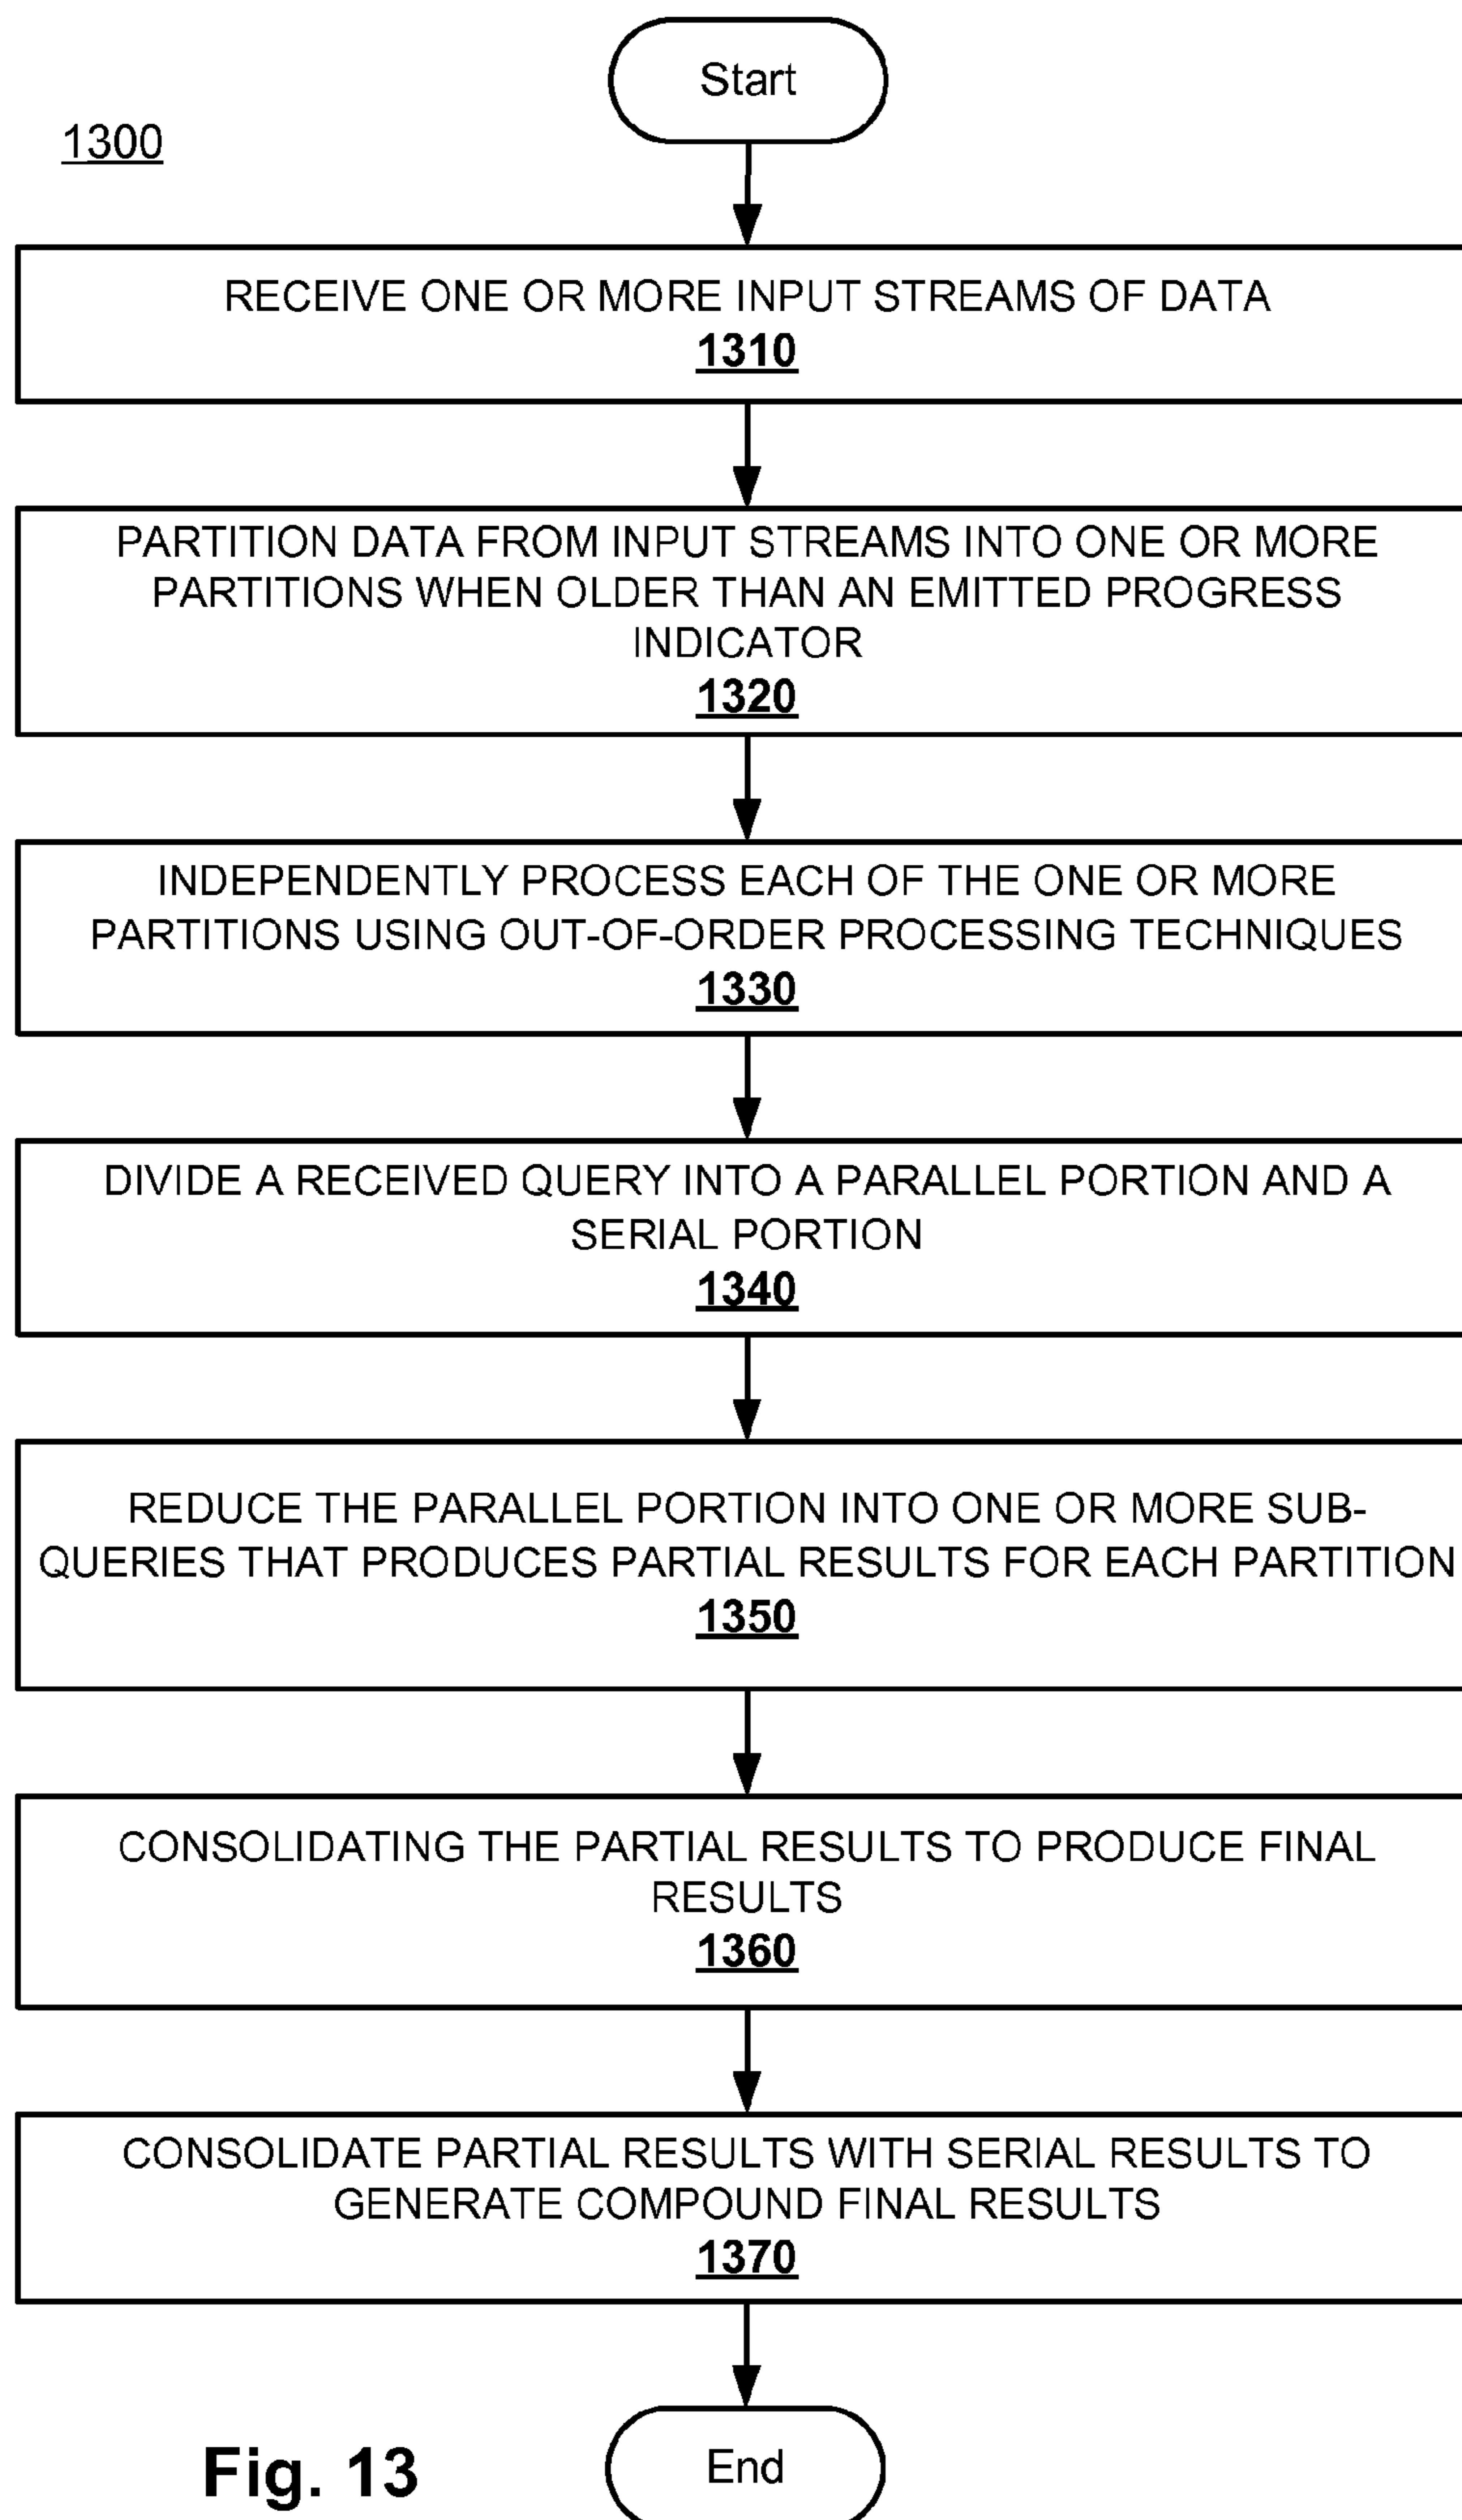 Start
1300
RECEIVE ONE OR MORE INPUT STREAMS OF DATA
1310
PARTITION DATA FROM INPUT STREAMS INTO ONE OR MORE
PARTITIONS WHEN OLDER THAN AN EMITTED PROGRESS
INDICATOR
1320
INDEPENDENTLY PROCESS EACH OF THE ONE OR MORE
PARTITIONS USING OUT-OF-ORDER PROCESSING TECHNIQUES
1330
DIVIDE A RECEIVED QUERY INTO A PARALLEL PORTION AND A
SERIAL PORTION
1340
REDUCE THE PARALLEL PORTION INTO ONE OR MORE SUB-
QUERIES THAT PRODUCES PARTIAL RESULTS FOR EACH PARTITION
1350
CONSOLIDATING THE PARTIAL RESULTS TO PRODUCE FINAL
RESULTS
1360
CONSOLIDATE PARTIAL RESULTS WITH SERIAL RESULTS TO
GENERATE COMPOUND FINAL RESULTS
1370
End
Fig. 13